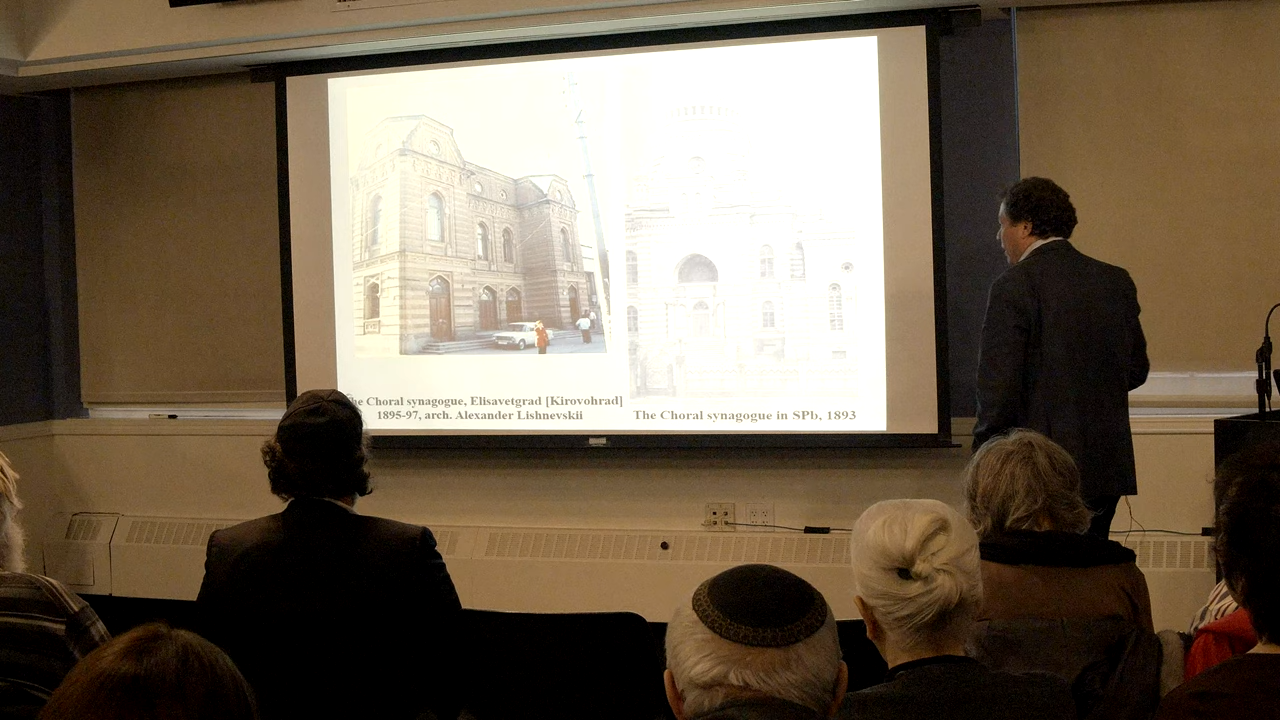 The Choral synagogue, Elisavetgrad [Kirovohrad]
1895-97, arch. Alexander Lishnevskii
The Choral synagogue in SPb, 1893